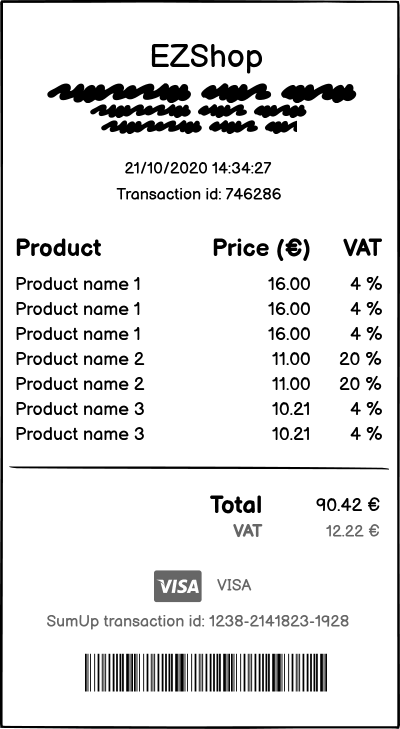 EZShop
21/10/2020 14:34:27
Transaction id: 746286
Product Price (€) VAT
Product name 1 16.00 4 %
Product name 1 16.00 4 %
Product name 1 16.00 4 %
Product name 2 11.00 20 %
Product name 2 11.00 20 %
Product name 3 10.21 4 %
Product name 3 10.21 4 %
Total 90.42 €
VAT 12.22 €
VISA VISA
SumUp transaction id: 1238-2141823-1928